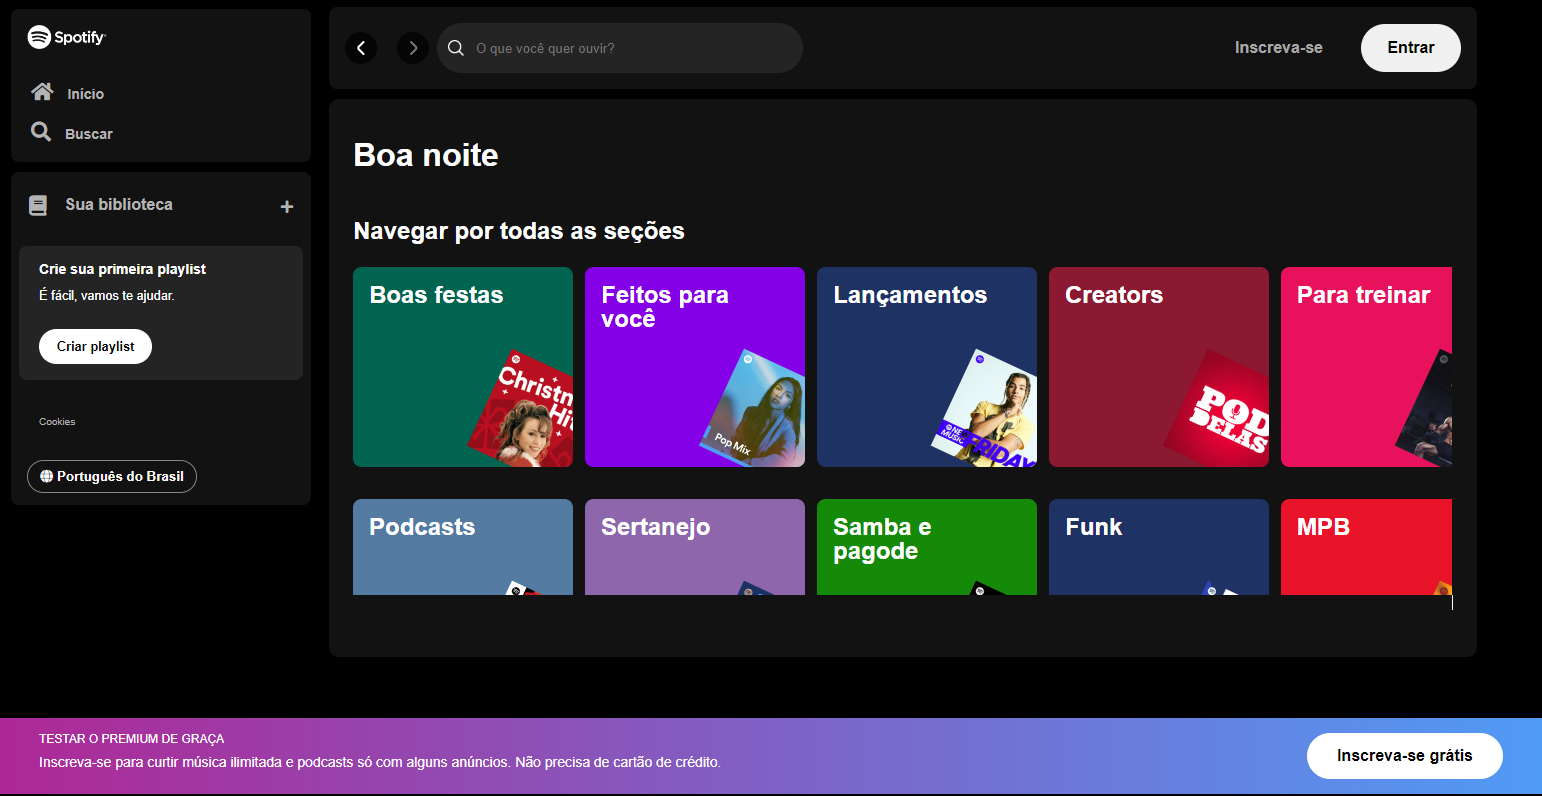 Spotify
Início
Buscar
Sua biblioteca
Crie sua primeira playlist
É fácil, vamos te ajudar.
Criar playlist
Cookies
Português do Brasil
O que você quer ouvir?
Inscreva-se
Entrar
Boa noite
Navegar por todas as seções
Boas festas
Christm
Hit
Feitos para
você
Pop Mix
Lançamentos
NE
MUSIC
FRIDAY
Creators
POD
DELAS
Para treinar
Podcasts
Sertanejo
Samba e
pagode
Funk
MPB
TESTAR O PREMIUM DE GRAÇA
Inscreva-se para curtir música ilimitada e podcasts só com alguns anúncios. Não precisa de cartão de crédito.
Inscreva-se grátis